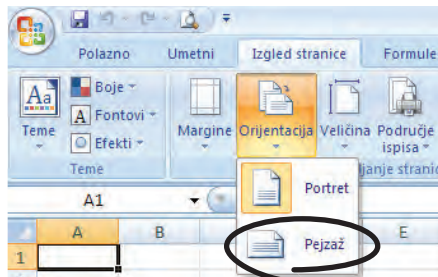 Polazno Umetni Izgled stranice Formule
Aa Boje
A Fontovi
Efekti
Teme Margine Orijentacija Veličina Područje ispisa
Teme
Portret
A1
Pejzaž
A B E
1